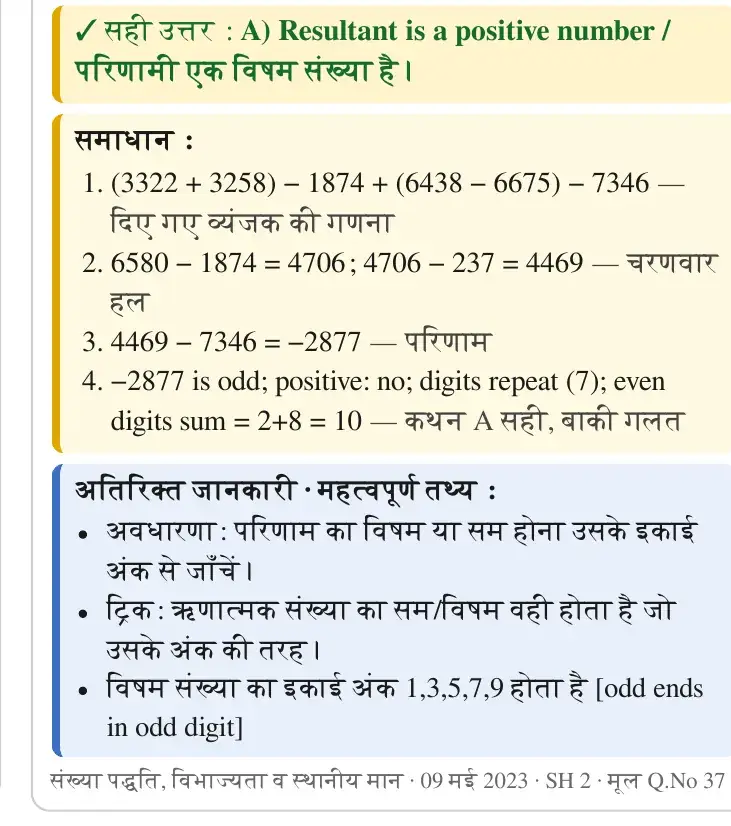 ✓ सही उत्तर : A) Resultant is a positive number /
परिणामी एक विषम संख्या है।
समाधान :
1. (3322 + 3258) − 1874 + (6438 − 6675) − 7346 —
दिए गए व्यंजक की गणना
2. 6580 − 1874 = 4706; 4706 − 237 = 4469 — चरणवार
हल
3. 4469 − 7346 = −2877 — परिणाम
4. −2877 is odd; positive: no; digits repeat (7); even
digits sum = 2+8 = 10 — कथन A सही, बाकी गलत
अतिरिक्त जानकारी · महत्वपूर्ण तथ्य :
• अवधारणा : परिणाम का विषम या सम होना उसके इकाई
अंक से जाँचें।
• ट्रिक : ऋणात्मक संख्या का सम/विषम वही होता है जो
उसके अंक की तरह।
• विषम संख्या का इकाई अंक 1,3,5,7,9 होता है [odd ends
in odd digit]
संख्या पद्धति, विभाज्यता व स्थानीय मान · 09 मई 2023 · SH 2 · मूल Q.No 37